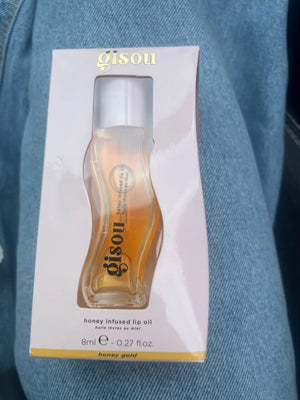 gisou
gisou
honey infused lip oil
huile lèvres au miel
8ml e - 0.27 fl.oz.
honey gold